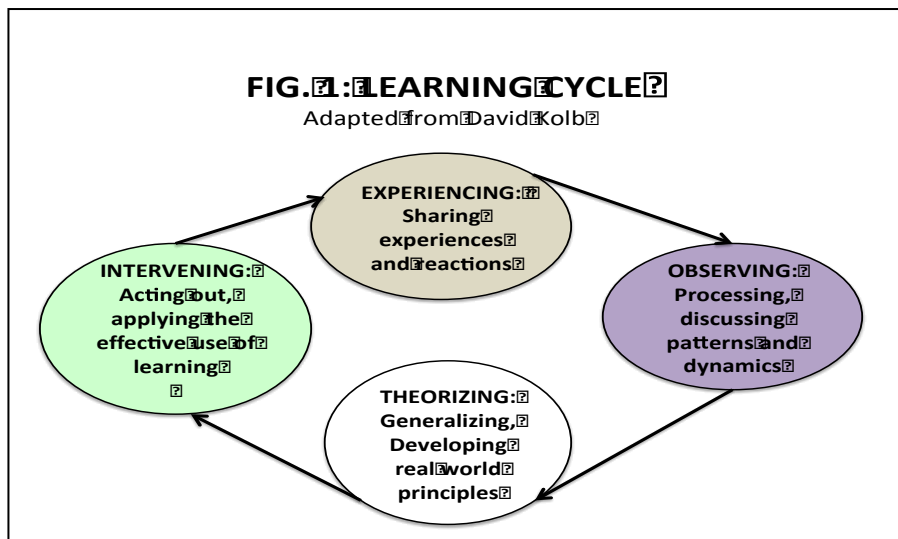 FIG. 1: LEARNING CYCLE
Adapted from David Kolb
EXPERIENCING:
Sharing
experiences
and reactions
INTERVENING:
Acting out,
applying the
effective use of
learning
OBSERVING:
Processing,
discussing
patterns and
dynamics
THEORIZING:
Generalizing,
Developing
real world
principles